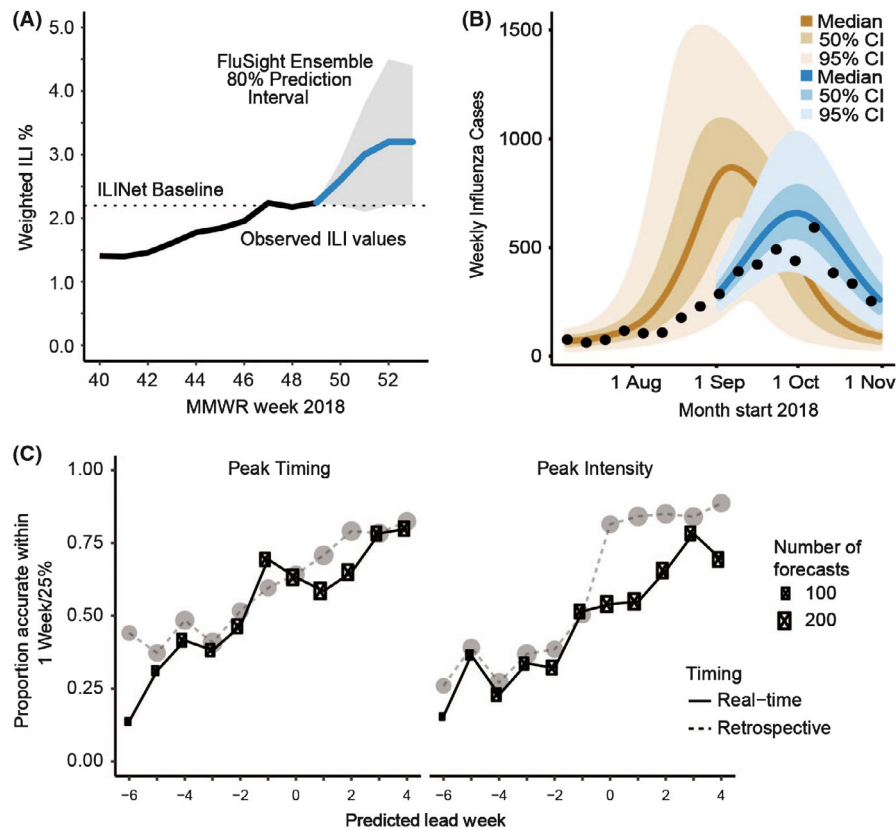 (A)
5.0
4.0
3.0
2.0
1.0
0.0
Weighted ILI %
FluSight Ensemble
80% Prediction
Interval
ILINet Baseline
Observed ILI values
40
42
44
46
48
50
52
MMWR week 2018
(B)
1500
1000
500
0
Weekly Influenza Cases
Median
50% CI
95% CI
Median
50% CI
95% CI
1 Aug
1 Sep
1 Oct
1 Nov
Month start 2018
(C)
Peak Timing
Peak Intensity
1.00
0.75
0.50
0.25
0.00
Proportion accurate within
1 Week/25%
−6
−4
−2
0
2
4
−6
−4
−2
0
2
4
Predicted lead week
Number of
forecasts
100
200
Timing
Real−time
Retrospective